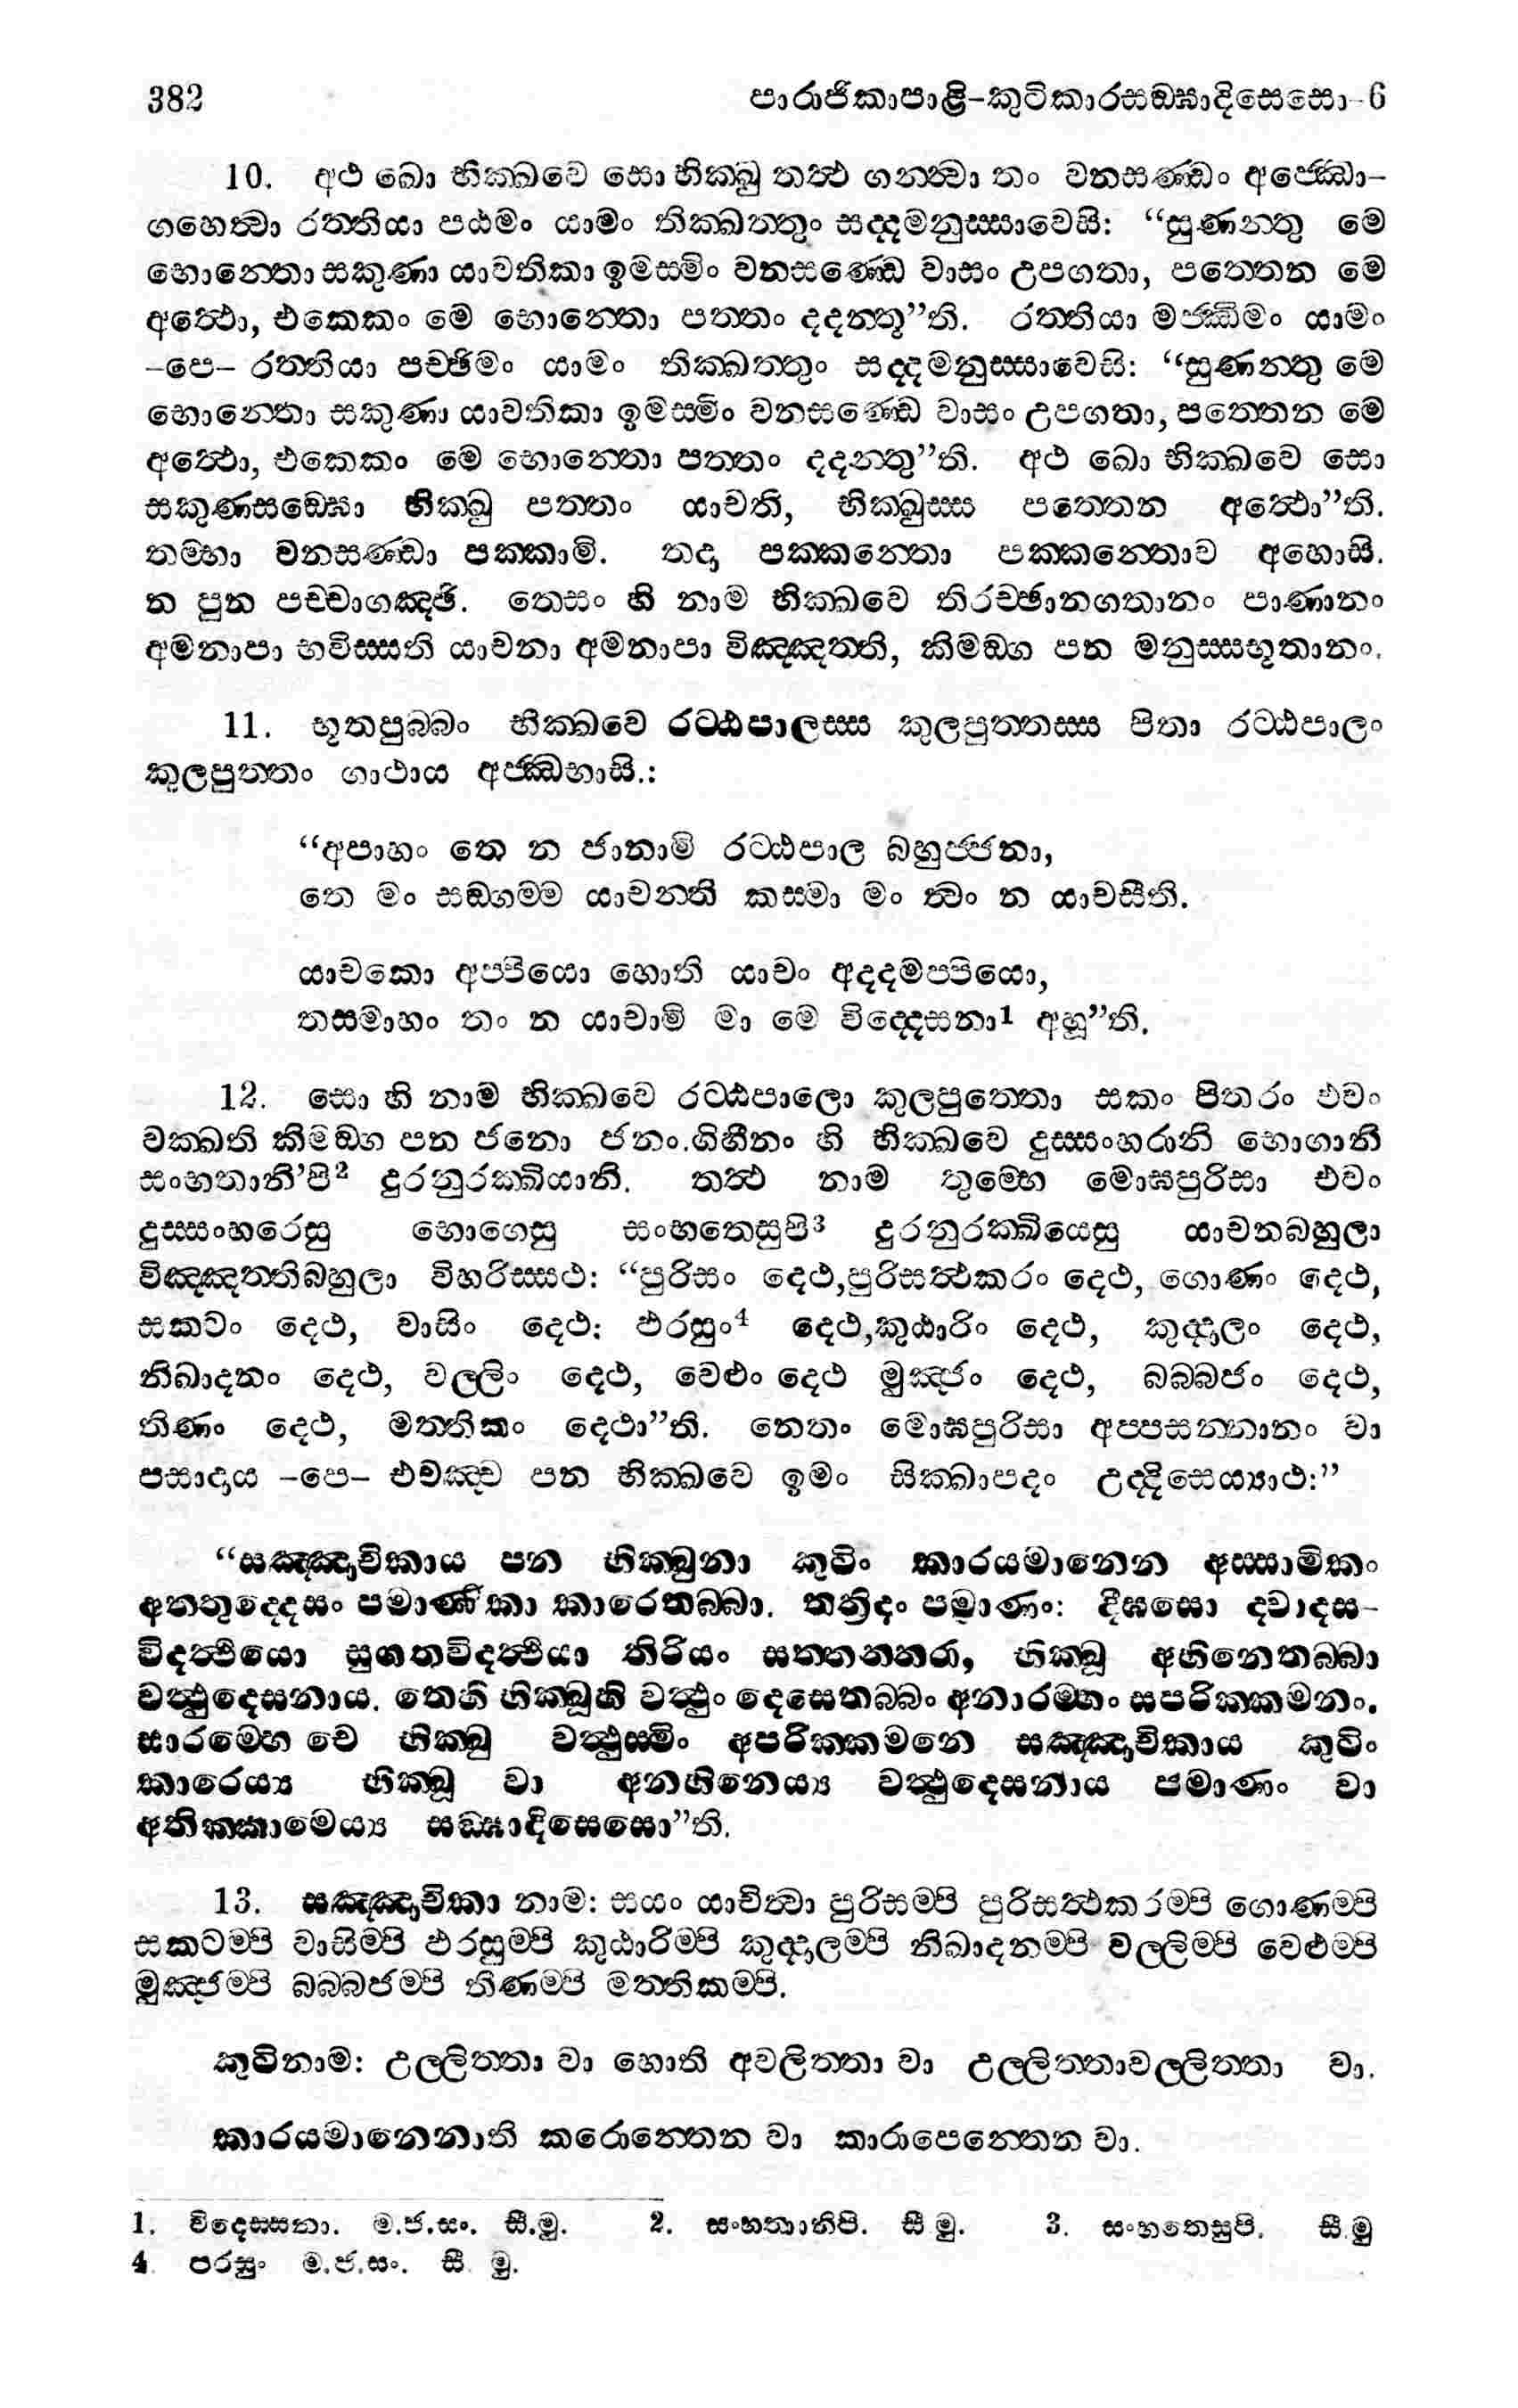 382 පාරාජිකාපාළි-කුටිකාරසඞ්ඝාදිසෙසො-6
10. අථ ඛො භික්ඛවෙ සො භික්ඛු තත්‍ථ ගන්ත්‍වා තං වනසණ්ඩං අජ්ඣො-
ගහෙත්‍වා රත්තියා පඨමං යාමං තික්ඛත්තුං සද්දමනුස්සාවෙසි: “සුණන්තු මෙ
භොන්තො සකුණා යාවතිකා ඉමස්මිං වනසණ්ඩෙ වාසං උපගතා, පත්තෙන මෙ
අත්‍ථො, එකෙකං මෙ භොන්තො පත්තං දදන්තූ”ති. රත්තියා මජ්ඣිමං යාමං
-පෙ- රත්තියා පච්ඡිමං යාමං තික්ඛත්තුං සද්දමනුස්සාවෙසි: “සුණන්තු මෙ
භොන්තො සකුණා යාවතිකා ඉමස්මිං වනසණ්ඩෙ වාසං උපගතා, පත්තෙන මෙ
අත්‍ථො, එකෙකං මෙ භොන්තො පත්තං දදන්තු”ති. අථ ඛො භික්ඛවෙ සො
සකුණසඞ්ඝො භික්ඛු පත්තං යාචති, භික්ඛුස්ස පත්තෙන අත්‍ථො”ති.
තම්හා වනසණ්ඩා පක්කාමි. තදා පක්කන්තො පක්කන්තොව අහොසි.
න පුන පච්චාගඤ්ඡි. තෙසං හි නාම භික්ඛවෙ තිරච්ඡානගතානං පාණානං
අමනාපා භවිස්සති යාචනා අමනාපා විඤ්ඤත්ති, කිමඞ්ග පන මනුස්සභූතානං.
11. භූතපුබ්බං භික්ඛවෙ රට්ඨපාලස්ස කුලපුත්තස්ස පිතා රට්ඨපාලං
කුලපුත්තං ගාථාය අජ්ඣභාසි.:
“අපාහං තෙ න ජානාමි රට්ඨපාල බහුජ්ජනා,
තෙ මං සඞ්ගම්ම යාචන්ති කස්මා මං ත්‍වං න යාචසීති.
යාචකො අප්පියො හොති යාචං අදදමප්පියො,
තස්මාහං තං න යාචාමි මා මෙ විද්දෙසනා1 අහූ”ති.
12. සො හි නාම භික්ඛවෙ රට්ඨපාලො කුලපුත්තො සකං පිතරං එවං
වක්ඛති කිමඞ්ග පන ජනො ජනං.ගිහීනං හි භික්ඛවෙ දුස්සංහරානි භොගානි
සංභතානි’පි2 දුරනුරක්ඛියානි. තත්‍ථ නාම තුම්හෙ මොඝපුරිසා එවං
දුස්සංහරෙසු භොගෙසු සංභතෙසුපි3 දුරනුරක්ඛියෙසු යාචනබහුලා
විඤ්ඤත්තිබහුලා විහරිස්සථ: “පුරිසං දෙථ,පුරිසත්‍ථකරං දෙථ, ගොණං දෙථ,
සකටං දෙථ, වාසිං දෙථ: ඵරසුං4 දෙථ,කුඨාරිං දෙථ, කුද්දාලං දෙථ,
නිඛාදනං දෙථ, වල්ලිං දෙථ, වෙළුං දෙථ මුඤ්ජං දෙථ, බබ්බජං දෙථ,
තිණං දෙථ, මත්තිකං දෙථා”ති. නෙතං මොඝපුරිසා අප්පසන්නානං වා
පසාදාය -පෙ- එවඤ්ච පන භික්ඛවෙ ඉමං සික්ඛාපදං උද්දිසෙය්‍යාථ:”
“සඤ්ඤාචිකාය පන භික්ඛුනා කුටිං කාරයමානෙන අස්සාමිකං
අත්තුද්දෙසං පමාණිකා කාරෙතබ්බා. තත්‍රිදං පමාණං: දීඝසො ද්වාදස-
විදත්‍ථියො සුගතවිදත්‍ථියා තිරියං සත්තන්තරා, භික්ඛූ අභිනෙතබ්බා
වත්‍ථුදෙසනාය. තෙහි භික්ඛූහි වත්‍ථුං දෙසෙතබ්බං අනාරම්භං සපරික්කමනං.
සාරම්භෙ චෙ භික්ඛු වත්‍ථුස්මිං අපරික්කමනෙ සඤ්ඤාචිකාය කුටිං
කාරෙය්‍ය භික්ඛූ වා අනභිනෙය්‍ය වත්‍ථුදෙසනාය පමාණං වා
අතික්කාමෙය්‍ය සඞ්ඝාදිසෙසො”ති.
13. සඤ්ඤාචිකා නාම: සයං යාචිත්‍වා පුරිසම්පි පුරිසත්‍ථකරම්පි ගොණම්පි
සකටම්පි වාසිම්පි ඵරසුම්පි කුඨාරිම්පි කුද්දාලම්පි නිඛාදනම්පි වල්ලිම්පි වෙළුම්පි
මුඤ්ජම්පි බබ්බජම්පි තිණම්පි මත්තිකම්පි.
කුටිනාම: උල්ලිත්තා වා හොති අවලිත්තා වා උල්ලිත්තාවල්ලිත්තා වා.
කාරයමානෙනාති කරොන්තෙන වා කාරාපෙන්තෙන වා.
1. විදෙස්සනා. ම.ජ.සං. සී.මු. 2. සංහතානිපි. සී මු. 3. සංහතෙසුපි. සී.මු
4. පරසුං ම.ජ.සං. සී. මු.